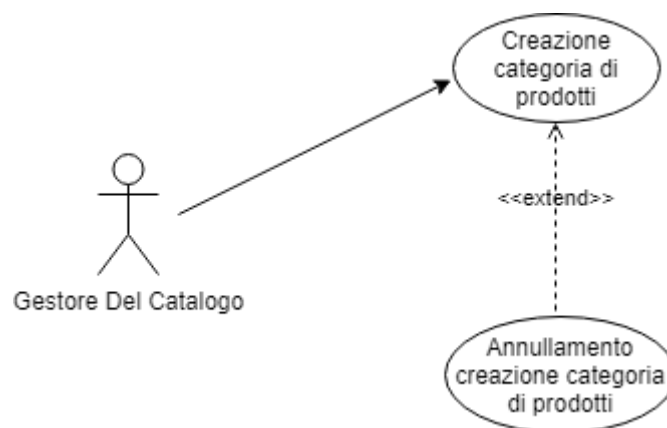 Creazione
categoria di
prodotti
<<extend>>
Gestore Del Catalogo
Annullamento
creazione categoria
di prodotti